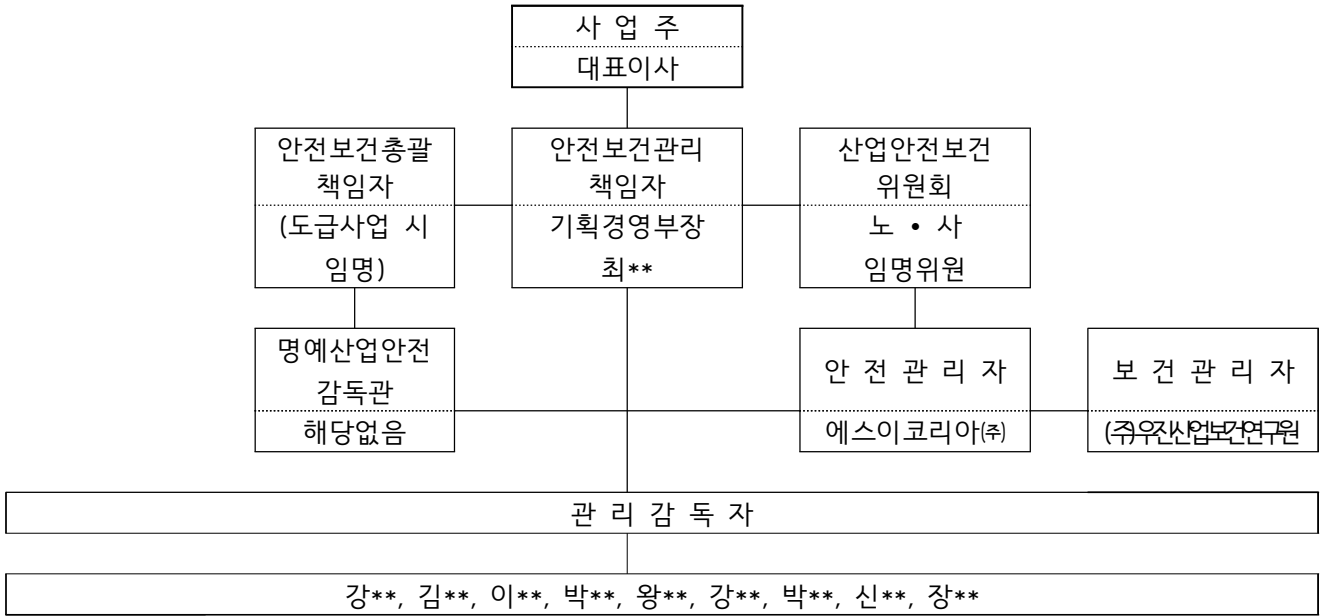 사 업 주
대표이사
안전보건총괄
책임자
(도급사업 시
임명)
안전보건관리
책임자
기획경영부장
최**
산업안전보건
위원회
노 • 사
임명위원
명예산업안전
감독관
해당없음
안 전 관 리 자
에스이코리아(주)
보 건 관 리 자
(주)우진산업보건연구원
관 리 감 독 자
강**, 김**, 이**, 박**, 왕**, 강**, 박**, 신**, 장**